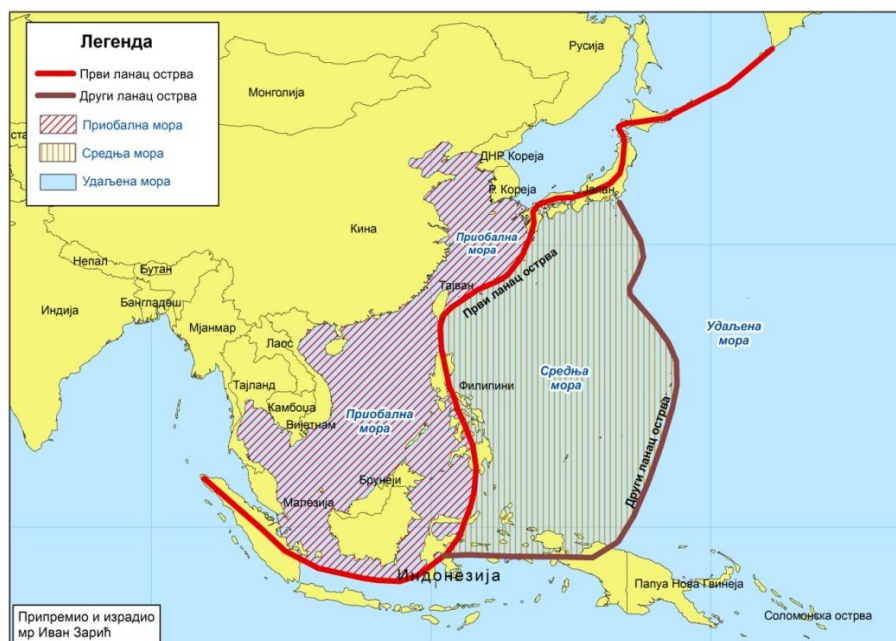 Легенда
Први ланац острва
Други ланац острва
Приобална мора
Средња мора
Удаљена мора
Русија
Монголија
ДНР Кореја
Р. Кореја
Јапан
Кина
Приобална
мора
Непал
Бутан
Тајван
Први ланац острва
Бангладеш
Индија
Мјанмар
Удаљена
мора
Лаос
Средња
мора
Тајланд
Филипини
Камбоџа
Приобална
мора
Вијетнам
Други ланац острва
Брунеји
Малезија
Индонезија
Папуа Нова Гвинеја
Соломонска острва
Припремио и израдио
мр Иван Зарић